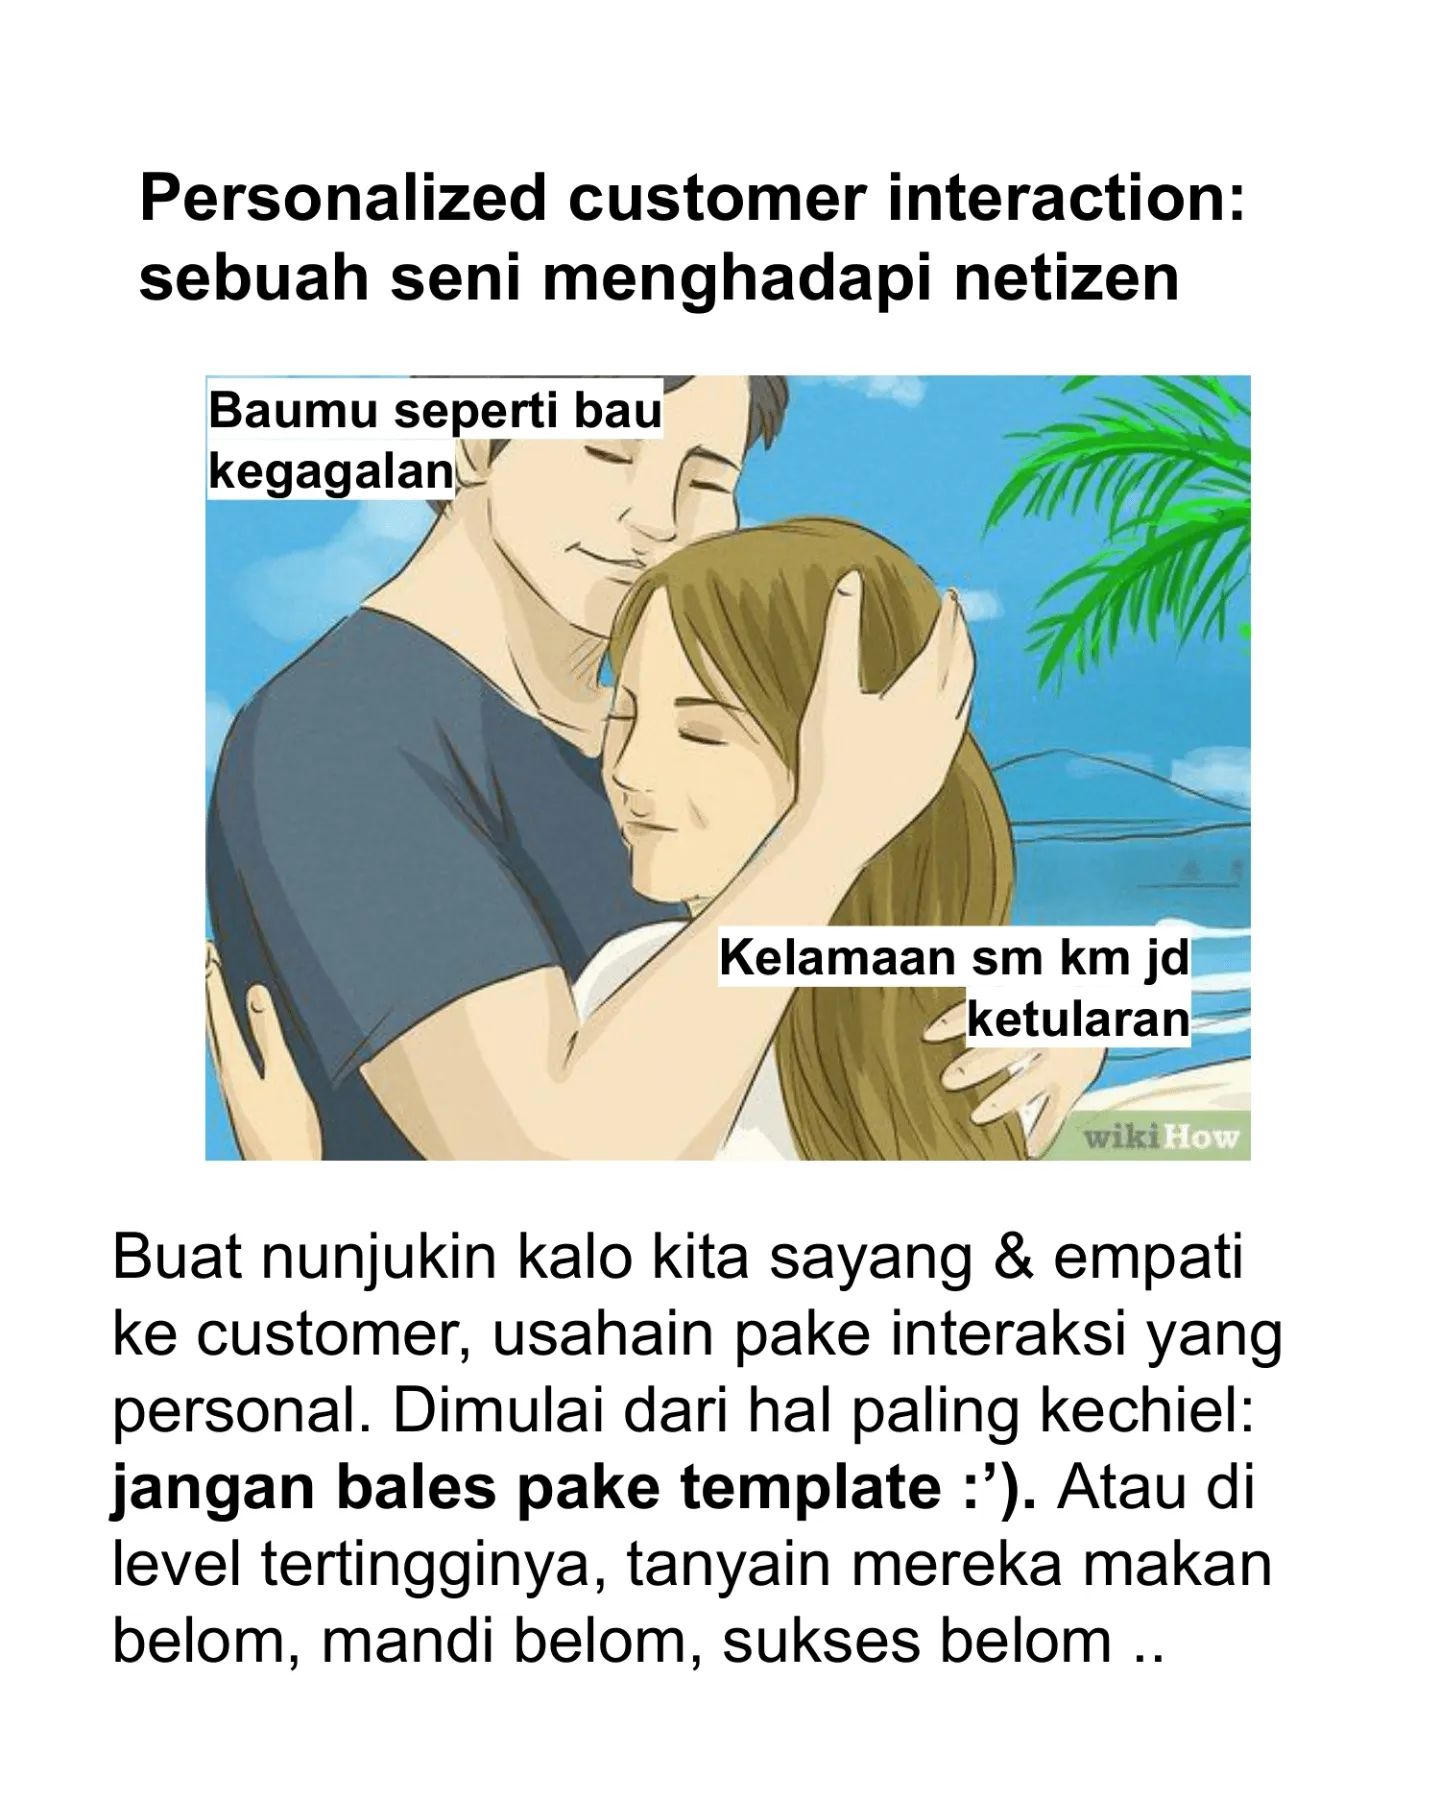 Personalized customer interaction:
sebuah seni menghadapi netizen
Baumu seperti bau
kegagalan
Kelamaan sm km jd
ketularan
wikiHow
Buat nunjukin kalo kita sayang & empati
ke customer, usahain pake interaksi yang
personal. Dimulai dari hal paling kechiel:
jangan bales pake template :’). Atau di
level tertingginya, tanyain mereka makan
belom, mandi belom, sukses belom ..